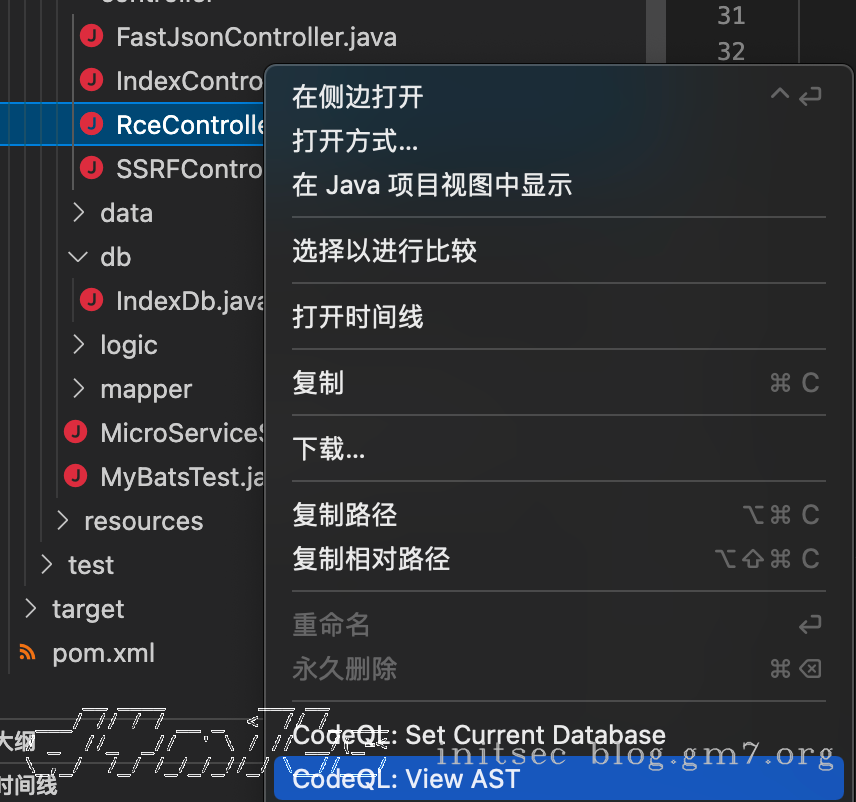 31
32
FastJsonController.java
IndexContro
RceControlle
SSRFContro
data
db
IndexDb.java
logic
mapper
MicroServiceS
MyBatsTest.ja
resources
test
target
pom.xml
大纲
时间线
在侧边打开
打开方式...
在 Java 项目视图中显示
选择以进行比较
打开时间线
复制 ⌘ C
下载...
复制路径 ⌥⌘ C
复制相对路径 ⌥⇧⌘ C
重命名
永久删除 ⌘⌫
CodeQL: Set Current Database
CodeQL: View AST
initsec blog.gm7.org